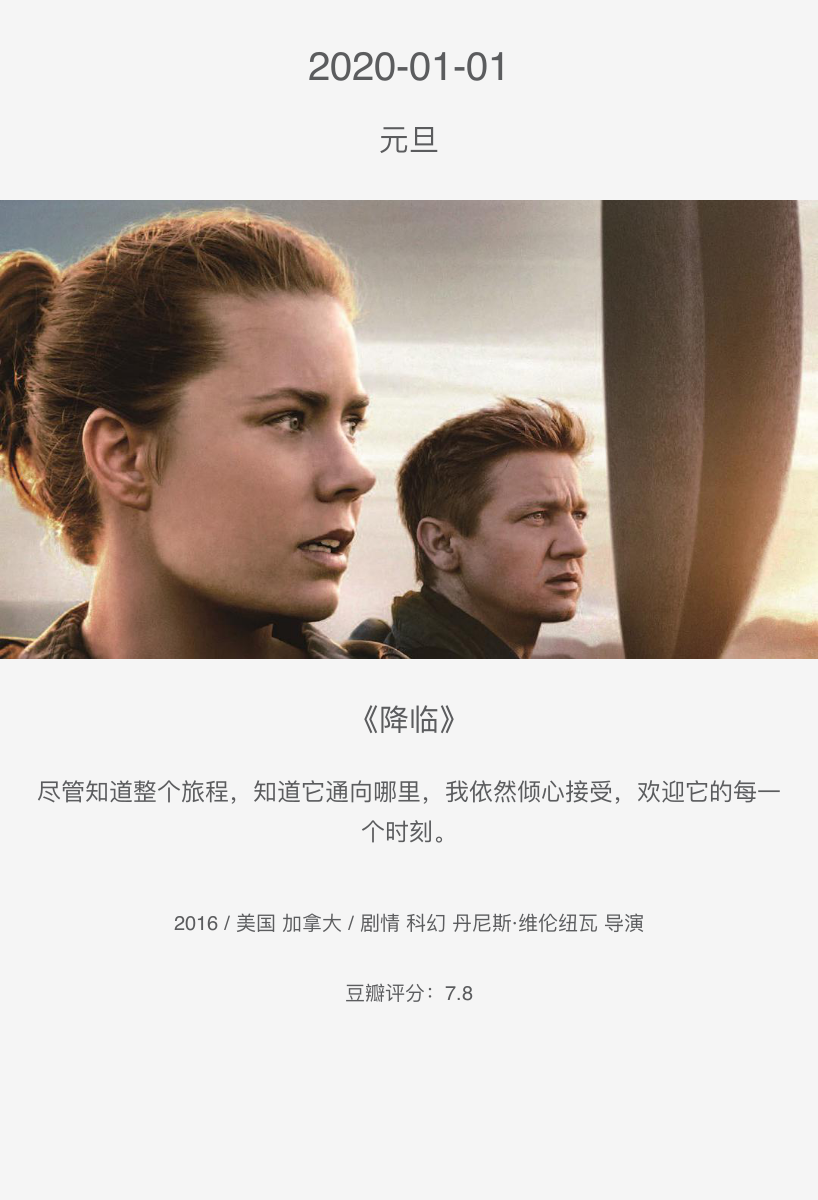 2020-01-01
元旦
《降临》
尽管知道整个旅程，知道它通向哪里，我依然倾心接受，欢迎它的每一
个时刻。
2016 / 美国 加拿大 / 剧情 科幻 丹尼斯·维伦纽瓦 导演
豆瓣评分：7.8